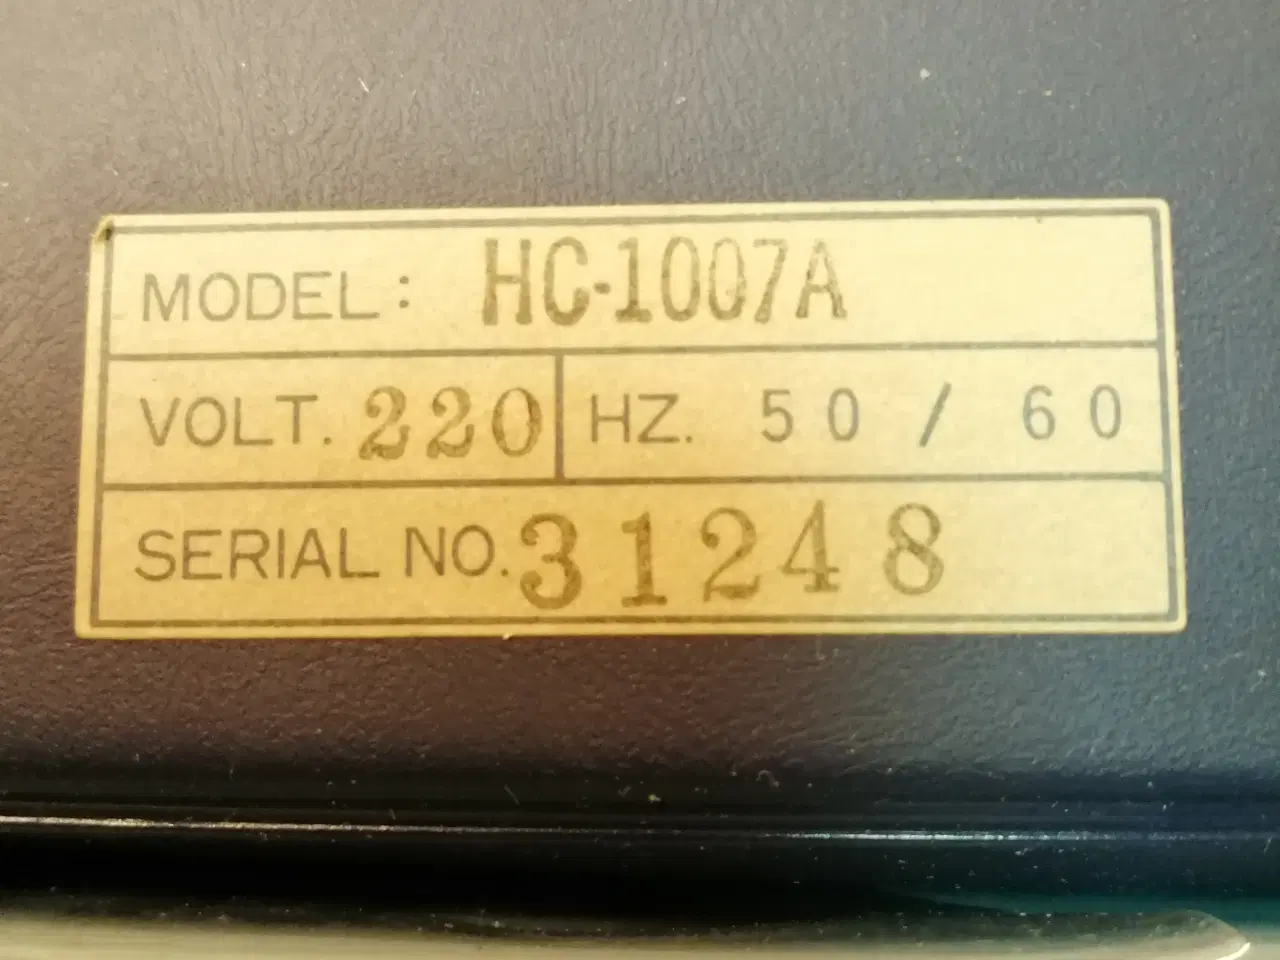 MODEL: HC-1007A
VOLT. 220 HZ. 50 / 60
SERIAL NO. 31248